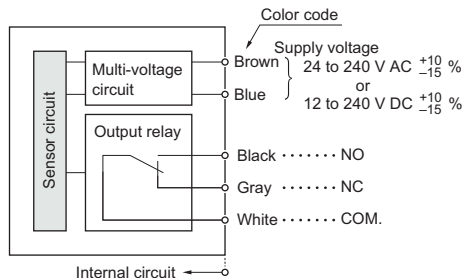 Color code
Supply voltage
Brown
24 to 240 V AC +10 −15 %
or
Blue
12 to 240 V DC +10 −15 %
Multi-voltage
circuit
Sensor circuit
Output relay
Black ······· NO
Gray ······· NC
White ······ COM.
Internal circuit